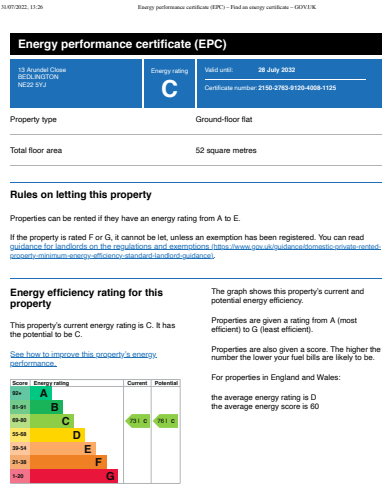 31/07/2022, 13:26 Energy performance certificate (EPC) – Find an energy certificate – GOV.UK
Energy performance certificate (EPC)
13 Arundel Close
BEDLINGTON
NE22 5YJ
Energy rating
C
Valid until: 28 July 2032
Certificate number: 2150-2763-9120-4008-1125
Property type Ground-floor flat
Total floor area 52 square metres
Rules on letting this property
Properties can be rented if they have an energy rating from A to E.
If the property is rated F or G, it cannot be let, unless an exemption has been registered. You can read
guidance for landlords on the regulations and exemptions (https://www.gov.uk/guidance/domestic-private-rented-
property-minimum-energy-efficiency-standard-landlord-guidance).
Energy efficiency rating for this
property
This property's current energy rating is C. It has
the potential to be C.
See how to improve this property's energy
performance.
Score Energy rating Current Potential
92+ A
81-91 B
69-80 C 73 | C 76 | C
55-68 D
39-54 E
21-38 F
1-20 G
The graph shows this property's current and
potential energy efficiency.
Properties are given a rating from A (most
efficient) to G (least efficient).
Properties are also given a score. The higher the
number the lower your fuel bills are likely to be.
For properties in England and Wales:
the average energy rating is D
the average energy score is 60